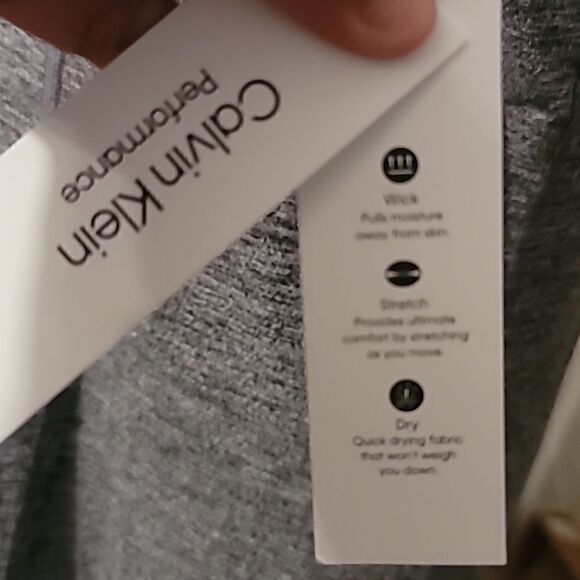 Calvin Klein
Performance
Wick
Pulls moisture
away from skin.
Stretch
Provides ultimate
comfort by stretching
as you move.
Dry
Quick drying fabric
that won't weigh
you down.